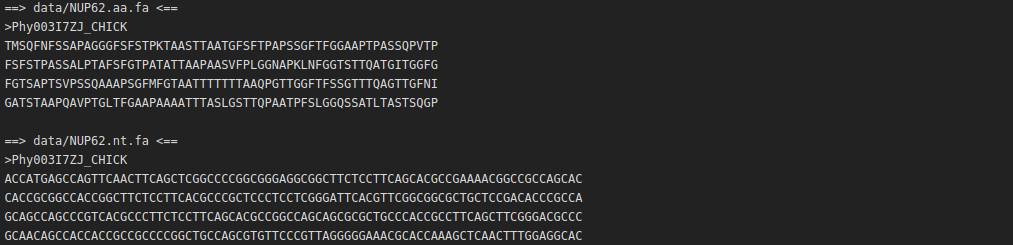 ==> data/NUP62.aa.fa <==
>Phy003I7ZJ_CHICK
TMSQFNFSSAPAGGGFSFSTPKTAASTTAATGFSFTPAPSSGFTFGGAAPTPASSQPVTP
FSFSTPASSALPTAFSFGTPATATTAAPAASVFPLGGNAPKLNFGGTSTTQATGITGGFG
FGTSAPTSVPSSQAAAPSGFMFGTAATTTTTTTAAQPGTTGGFTFSSGTTTQAGTTGFNI
GATSTAAPQAVPTGLTFGAAPAAAATTTASLGSTTQPAATPFSLGGQSSATLTASTSQGP
==> data/NUP62.nt.fa <==
>Phy003I7ZJ_CHICK
ACCATGAGCCAGTTCAACTTCAGCTCGGCCCCGGCGGGAGGCGGCTTCTCCTTCAGCACGCCGAAAACGGCCGCCAGCAC
CACCGCGGCCACCGGCTTCTCCTTCACGCCCGCTCCCTCCTCGGGATTCACGTTCGGCGGCGCTGCTCCGACACCCGCCA
GCAGCCAGCCCGTCACGCCCTTCTCCTTCAGCACGCCGGCCAGCAGCGCGCTGCCCACCGCCTTCAGCTTCGGGACGCCC
GCAACAGCCACCACCGCCGCCCCGGCTGCCAGCGTGTTCCCGTTAGGGGGAAACGCACCAAAGCTCAACTTTGGAGGCAC